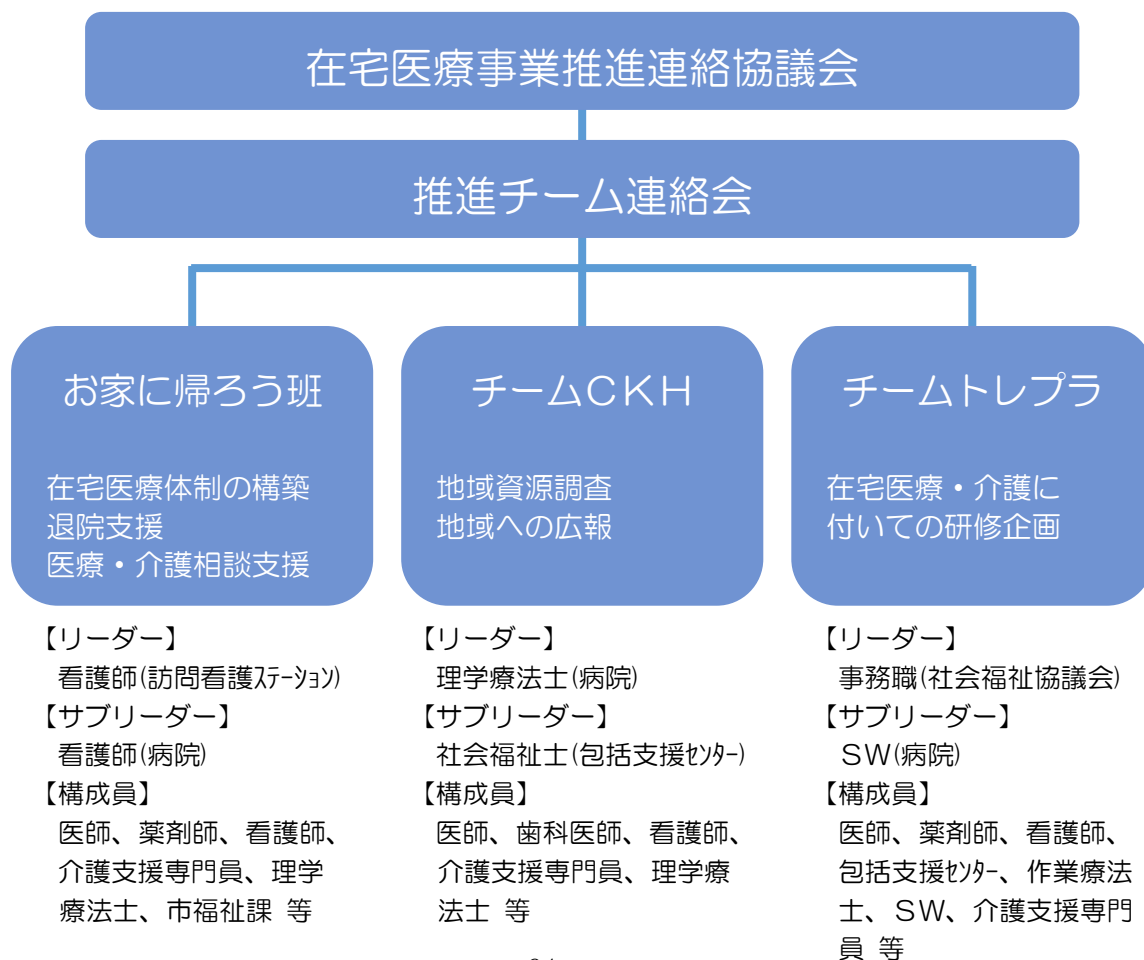 在宅医療事業推進連絡協議会
推進チーム連絡会
お家に帰ろう班
在宅医療体制の構築
退院支援
医療・介護相談支援
【リーダー】
看護師(訪問看護ｽﾃｰｼｮﾝ)
【サブリーダー】
看護師(病院)
【構成員】
医師、薬剤師、看護師、
介護支援専門員、理学
療法士、市福祉課 等
チームＣＫＨ
地域資源調査
地域への広報
【リーダー】
理学療法士(病院)
【サブリーダー】
社会福祉士(包括支援ｾﾝﾀｰ)
【構成員】
医師、歯科医師、看護師、
介護支援専門員、理学療
法士 等
チームトレプラ
在宅医療・介護に
付いての研修企画
【リーダー】
事務職(社会福祉協議会)
【サブリーダー】
ＳＷ(病院)
【構成員】
医師、薬剤師、看護師、
包括支援ｾﾝﾀｰ、作業療法
士、ＳＷ、介護支援専門
員 等